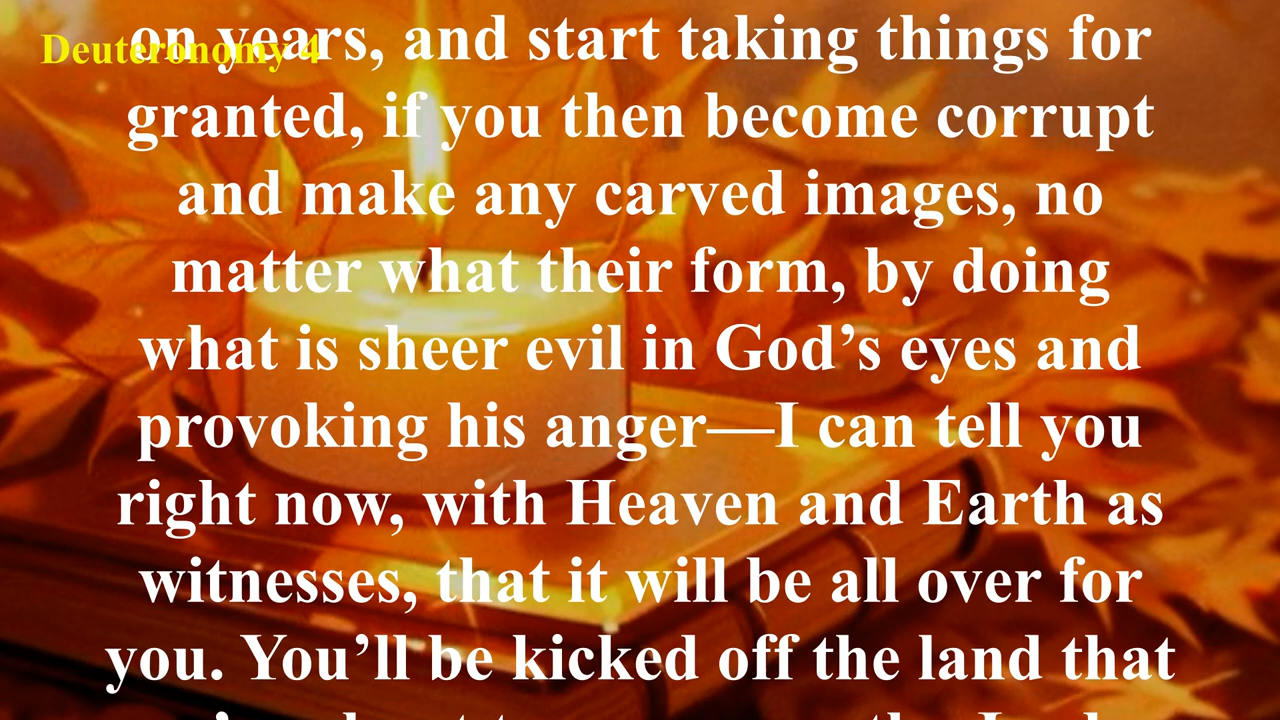 Deuteronomy 4
on years, and start taking things for
granted, if you then become corrupt
and make any carved images, no
matter what their form, by doing
what is sheer evil in God’s eyes and
provoking his anger—I can tell you
right now, with Heaven and Earth as
witnesses, that it will be all over for
you. You’ll be kicked off the land that